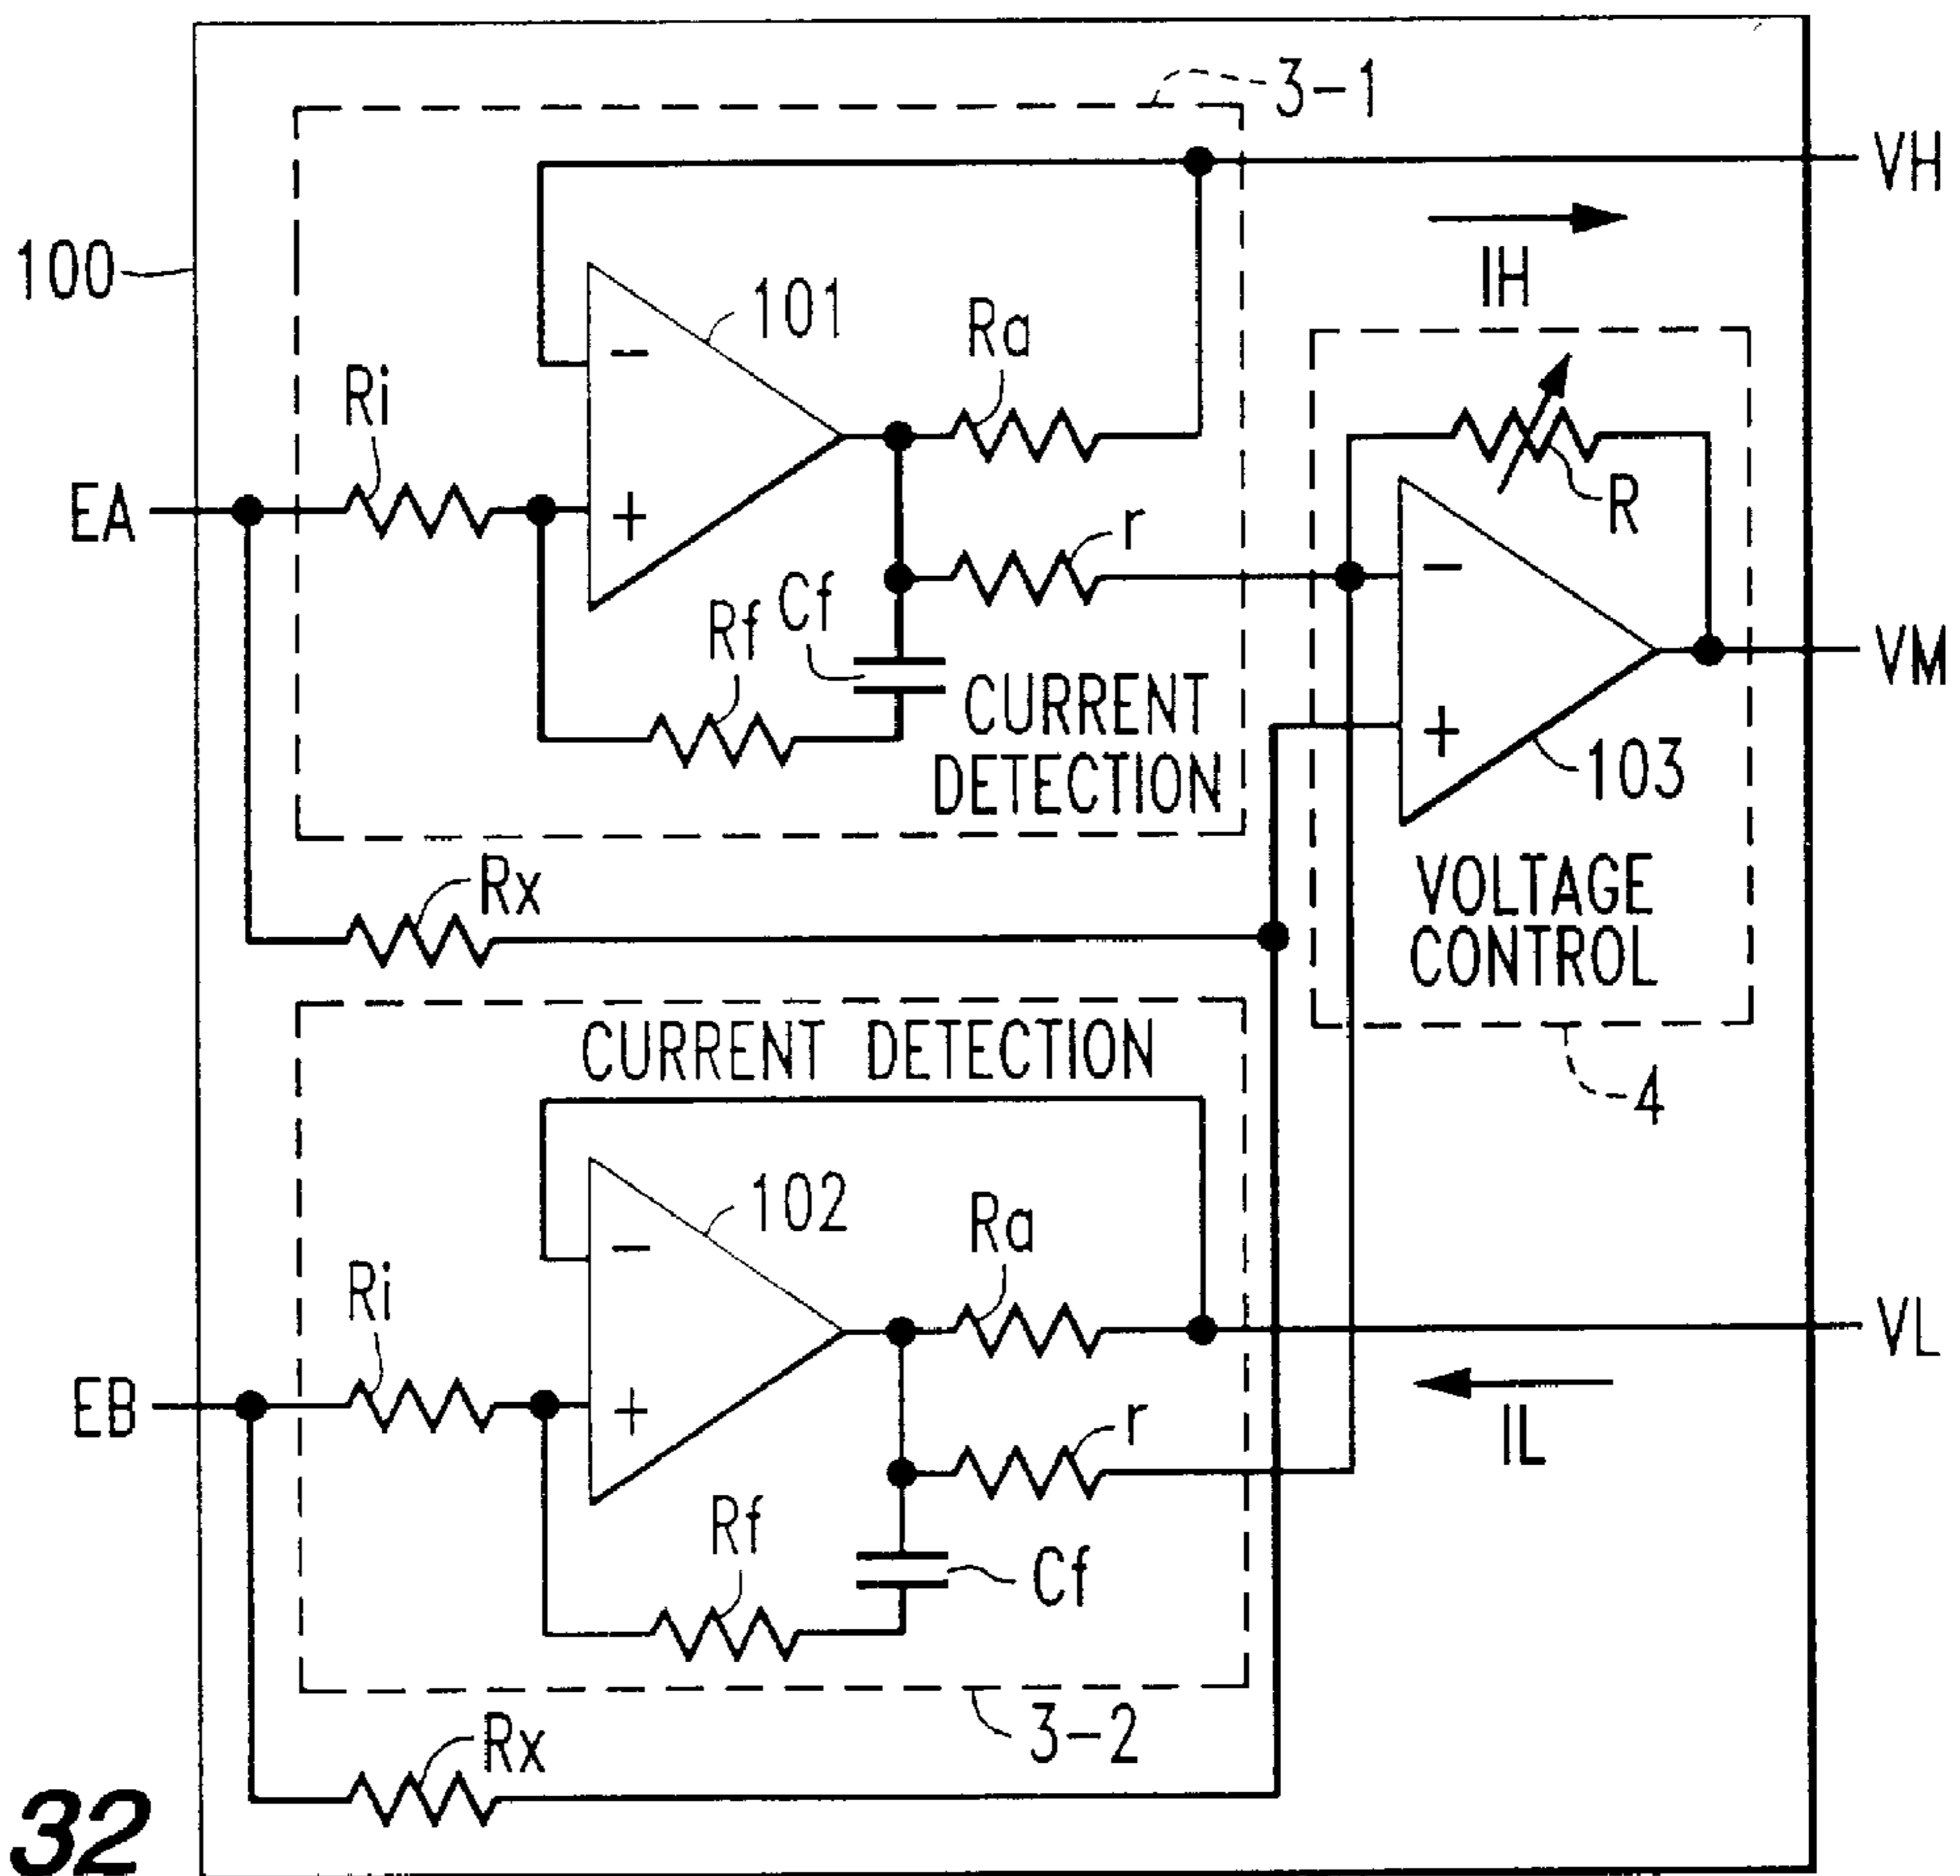 3-1
VH
100
IH
101
Ra
Ri
-
EA
+
r
R
Cf
Rf
-
VM
CURRENT
DETECTION
+
103
Rx
VOLTAGE
CONTROL
CURRENT DETECTION
4
102
Ra
-
Ri
VL
EB
+
r
IL
Rf
Cf
3-2
Rx
32